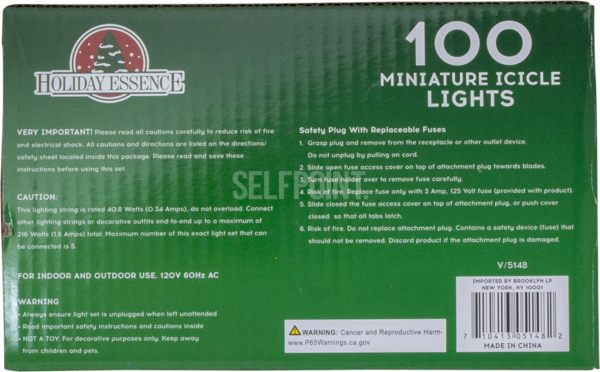 HOLIDAY ESSENCE
100
MINIATURE ICICLE
LIGHTS
VERY IMPORTANT! Please read all cautions carefully to reduce risk of fire
and electrical shock. All cautions and directions are listed on the directions/
safety sheet located inside this package. Please read and save these
instructions before using this set.
CAUTION:
This lighting string is rated 40.8 Watts (0.34 Amps), do not overload. Connect
other lighting strings or decorative outfits end-to end up to a maximum of
216 Watts (1.8 Amps) total. Maximum number of this exact light set that can
be connected is 5.
FOR INDOOR AND OUTDOOR USE. 120V 60Hz AC
WARNING
• Always ensure light set is unplugged when left unattended
• Read important safety instructions and cautions inside
• NOT A TOY. For decorative purposes only. Keep away
from children and pets.
Safety Plug With Replaceable Fuses
1. Grasp plug and remove from the receptacle or other outlet device.
Do not unplug by pulling on cord.
2. Slide open fuse access cover on top of attachment plug towards blades.
3. Turn fuse holder over to remove fuse carefully.
4. Risk of fire. Replace fuse only with 3 Amp, 125 Volt fuse (provided with product).
5. Slide closed the fuse access cover on top of attachment plug, or push cover
closed so that all tabs latch.
6. Risk of fire. Do not replace attachment plug. Contains a safety device (fuse) that
should not be removed. Discard product if the attachment plug is damaged.
SELFPOINT
V/5148
IMPORTED BY BROOKLYN LP
NEW YORK, NY 10001
7 10413 05148 2
MADE IN CHINA
WARNING: Cancer and Reproductive Harm-
www.P65Warnings.ca.gov